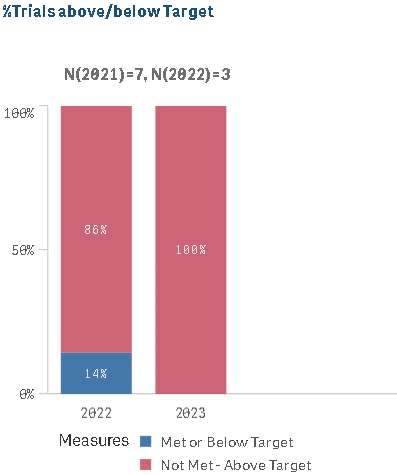 %Trials above/below Target
N(2021)=7, N(2022)=3
100%
86%
100%
50%
14%
0%
2022 2023
Measures Met or Below Target
Not Met - Above Target